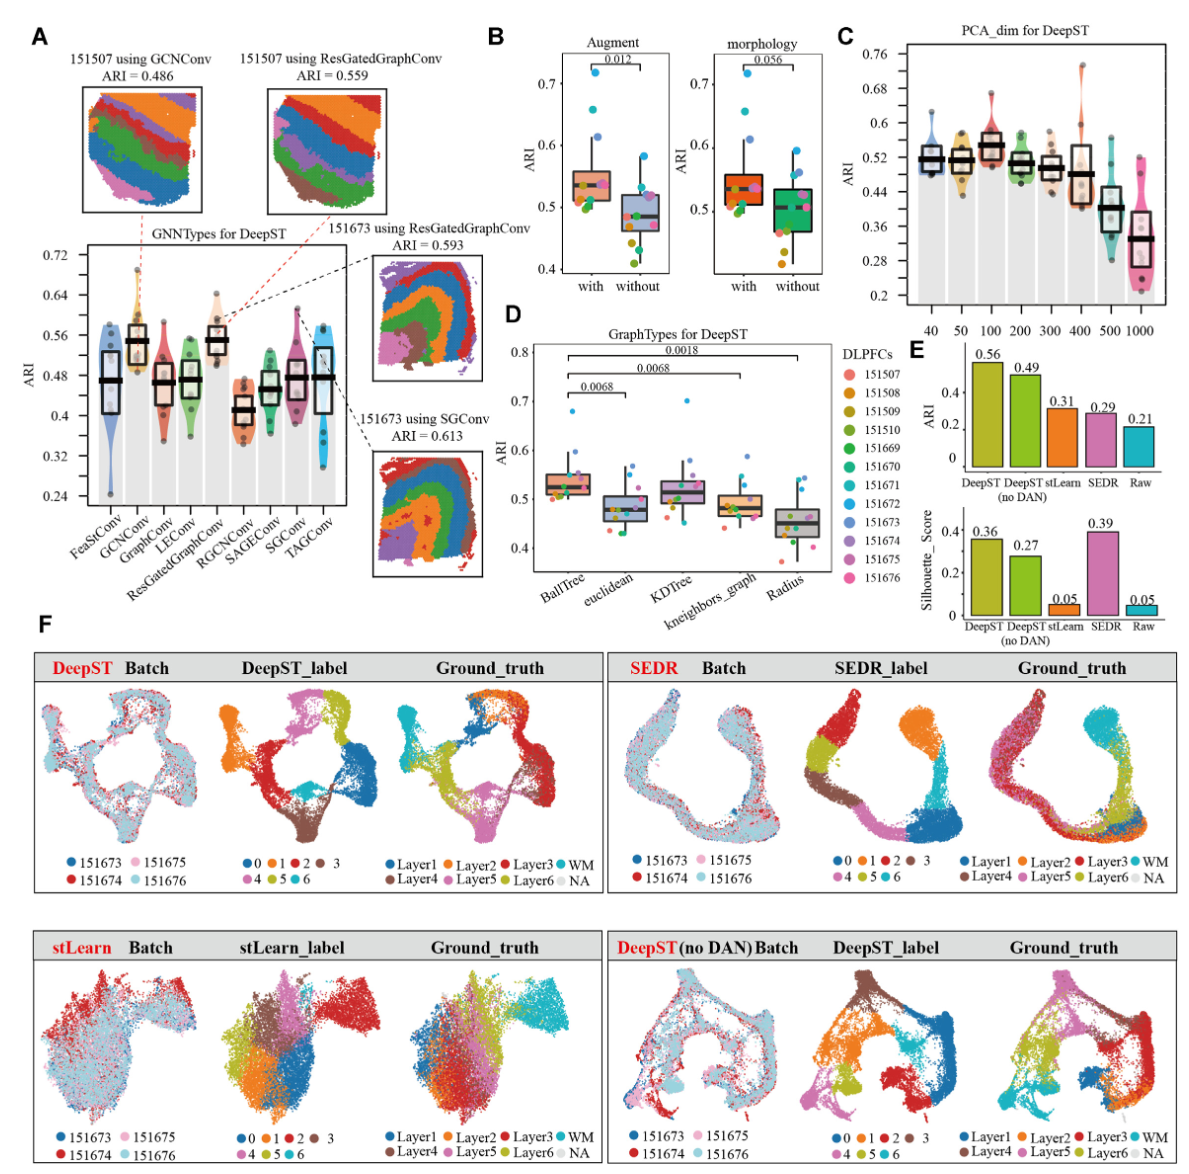 A
151507 using GCNConv
ARI = 0.486
151507 using ResGatedGraphConv
ARI = 0.559
GNNTypes for DeepST
151673 using ResGatedGraphConv
ARI = 0.593
151673 using SGConv
ARI = 0.613
ARI
0.72
0.64
0.56
0.48
0.4
0.32
0.24
FeaStConv
GCNConv
GraphConv
LEConv
ResGatedGraphConv
RGCNConv
SAGEConv
SGConv
TAGConv
B
Augment
0.012
ARI
0.7
0.6
0.5
0.4
with without
morphology
0.056
ARI
0.7
0.5
with without
C
PCA_dim for DeepST
ARI
0.76
0.68
0.6
0.52
0.44
0.36
0.28
0.2
40 50 100 200 300 400 500 1000
D
GraphTypes for DeepST
0.0018
0.0068
0.0068
ARI
0.8
0.7
0.6
0.5
0.4
BallTree
euclidean
KDTree
kneighbors_graph
Radius
DLPFCs
151507
151508
151509
151510
151669
151670
151671
151672
151673
151674
151675
151676
E
ARI
0.4
0.2
0
0.56
0.49
0.31
0.29
0.21
DeepST DeepST stLearn SEDR Raw
(no DAN)
Silhouette_ Score
0.4
0.2
0
0.36
0.27
0.05
0.39
0.05
DeepST DeepST stLearn SEDR Raw
(no DAN)
F
DeepST Batch DeepST_label Ground_truth
151673 151675
151674 151676
0 1 2 3
4 5 6
Layer1 Layer2 Layer3 WM
Layer4 Layer5 Layer6 NA
SEDR Batch SEDR_label Ground_truth
151673 151675
151674 151676
0 1 2 3
4 5 6
Layer1 Layer2 Layer3 WM
Layer4 Layer5 Layer6 NA
stLearn Batch stLearn_label Ground_truth
151673 151675
151674 151676
0 1 2 3
4 5 6
Layer1 Layer2 Layer3 WM
Layer4 Layer5 Layer6 NA
DeepST (no DAN) Batch DeepST_label Ground_truth
151673 151675
151674 151676
0 1 2 3
4 5 6
Layer1 Layer2 Layer3 WM
Layer4 Layer5 Layer6 NA